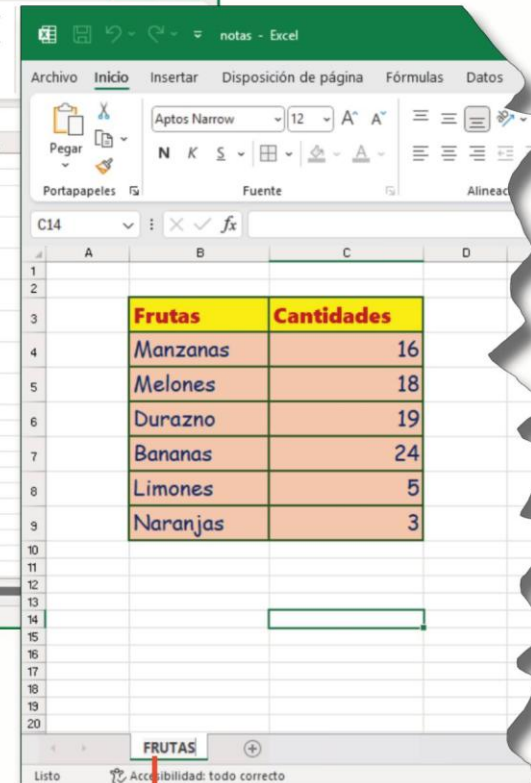 notas - Excel
Archivo Inicio Insertar Disposición de página Fórmulas Datos
Pegar
Aptos Narrow 12 A^ A˅
N K S A
Portapapeles Fuente
C14 fx
A B C D
1
2
3 Frutas Cantidades
4 Manzanas 16
5 Melones 18
6 Durazno 19
7 Bananas 24
8 Limones 5
9 Naranjas 3
10
11
12
13
14
15
16
17
18
19
20
FRUTAS
Listo Accesibilidad: todo correcto